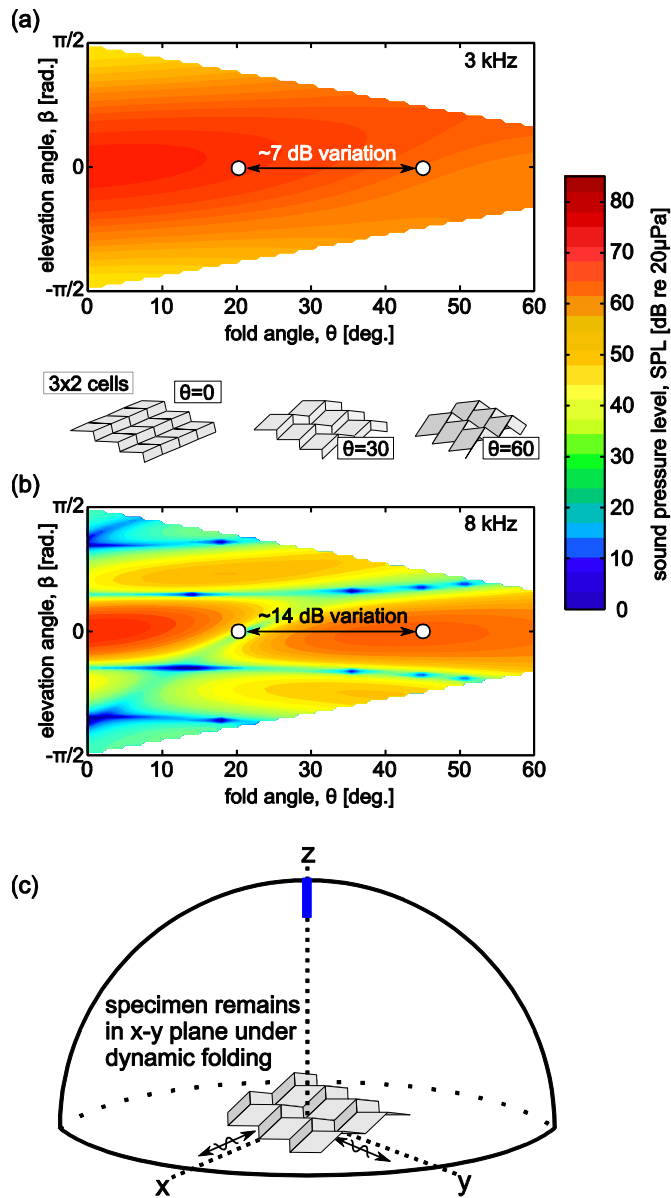 (a)
π/2
3 kHz
elevation angle, β [rad.]
~7 dB variation
0
-π/2
0 10 20 30 40 50 60
fold angle, θ [deg.]
3x2 cells
θ=0
θ=30
θ=60
(b)
π/2
8 kHz
elevation angle, β [rad.]
~14 dB variation
0
-π/2
0 10 20 30 40 50 60
fold angle, θ [deg.]
80
70
60
50
40
30
20
10
0
sound pressure level, SPL [dB re 20µPa]
(c)
z
specimen remains
in x-y plane under
dynamic folding
x
y